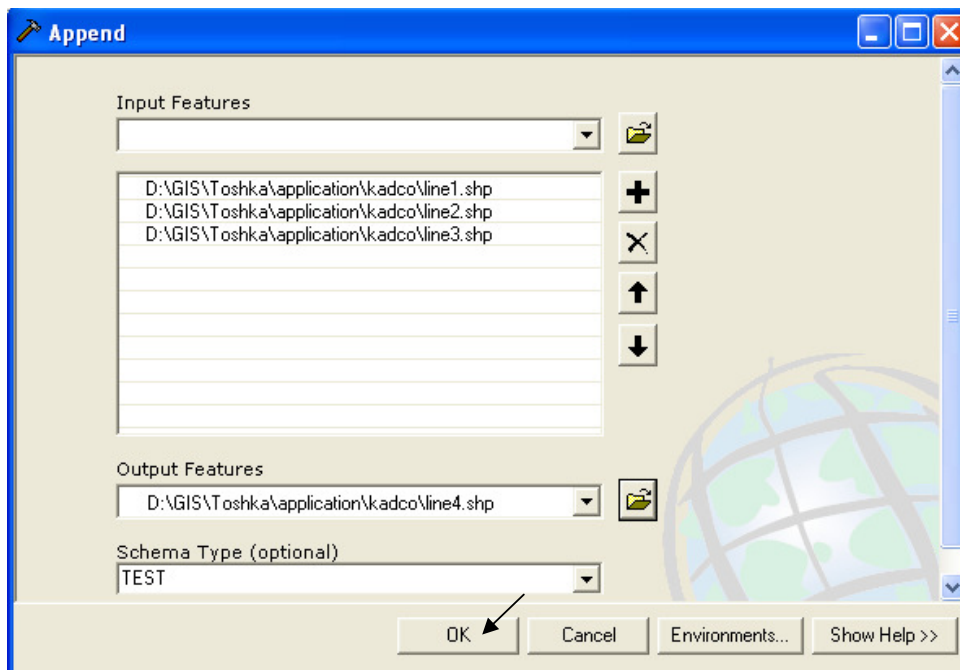 Append
Input Features
D:\GIS\Toshka\application\kadco\line1.shp
D:\GIS\Toshka\application\kadco\line2.shp
D:\GIS\Toshka\application\kadco\line3.shp
Output Features
D:\GIS\Toshka\application\kadco\line4.shp
Schema Type (optional)
TEST
OK
Cancel
Environments...
Show Help >>